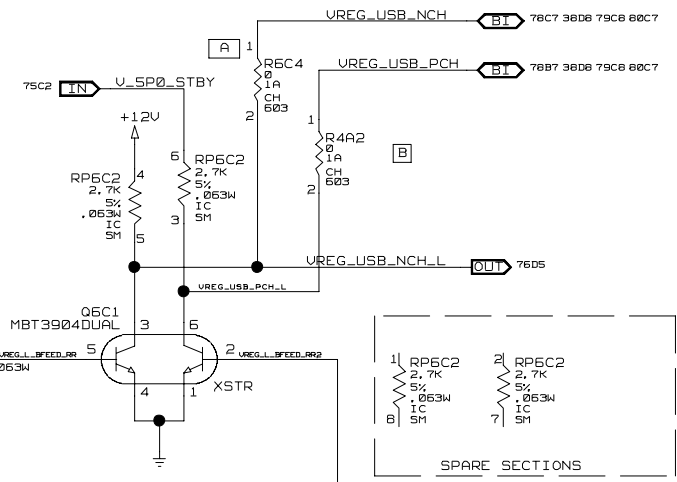 VREG_USB_NCH
BI
78C7 38D8 79C8 80C7
A
1
R6C4
0
1A
CH
603
2
VREG_USB_PCH
BI
78B7 38D8 79C8 80C7
75C2
IN
V_5P0_STBY
+12V
1
R4A2
0
1A
CH
603
2
B
6
RP6C2
2.7K
5%
.063W
IC
SM
3
4
RP6C2
2.7K
5%
.063W
IC
SM
5
VREG_USB_NCH_L
OUT
76D5
VREG_USB_PCH_L
Q6C1
MBT3904DUAL
3
6
VREG_L_BFEED_RR
5
2
VREG_L_BFEED_RR2
063W
4
1
XSTR
1
RP6C2
2.7K
5%
.063W
IC
SM
8
2
RP6C2
2.7K
5%
.063W
IC
SM
7
SPARE SECTIONS